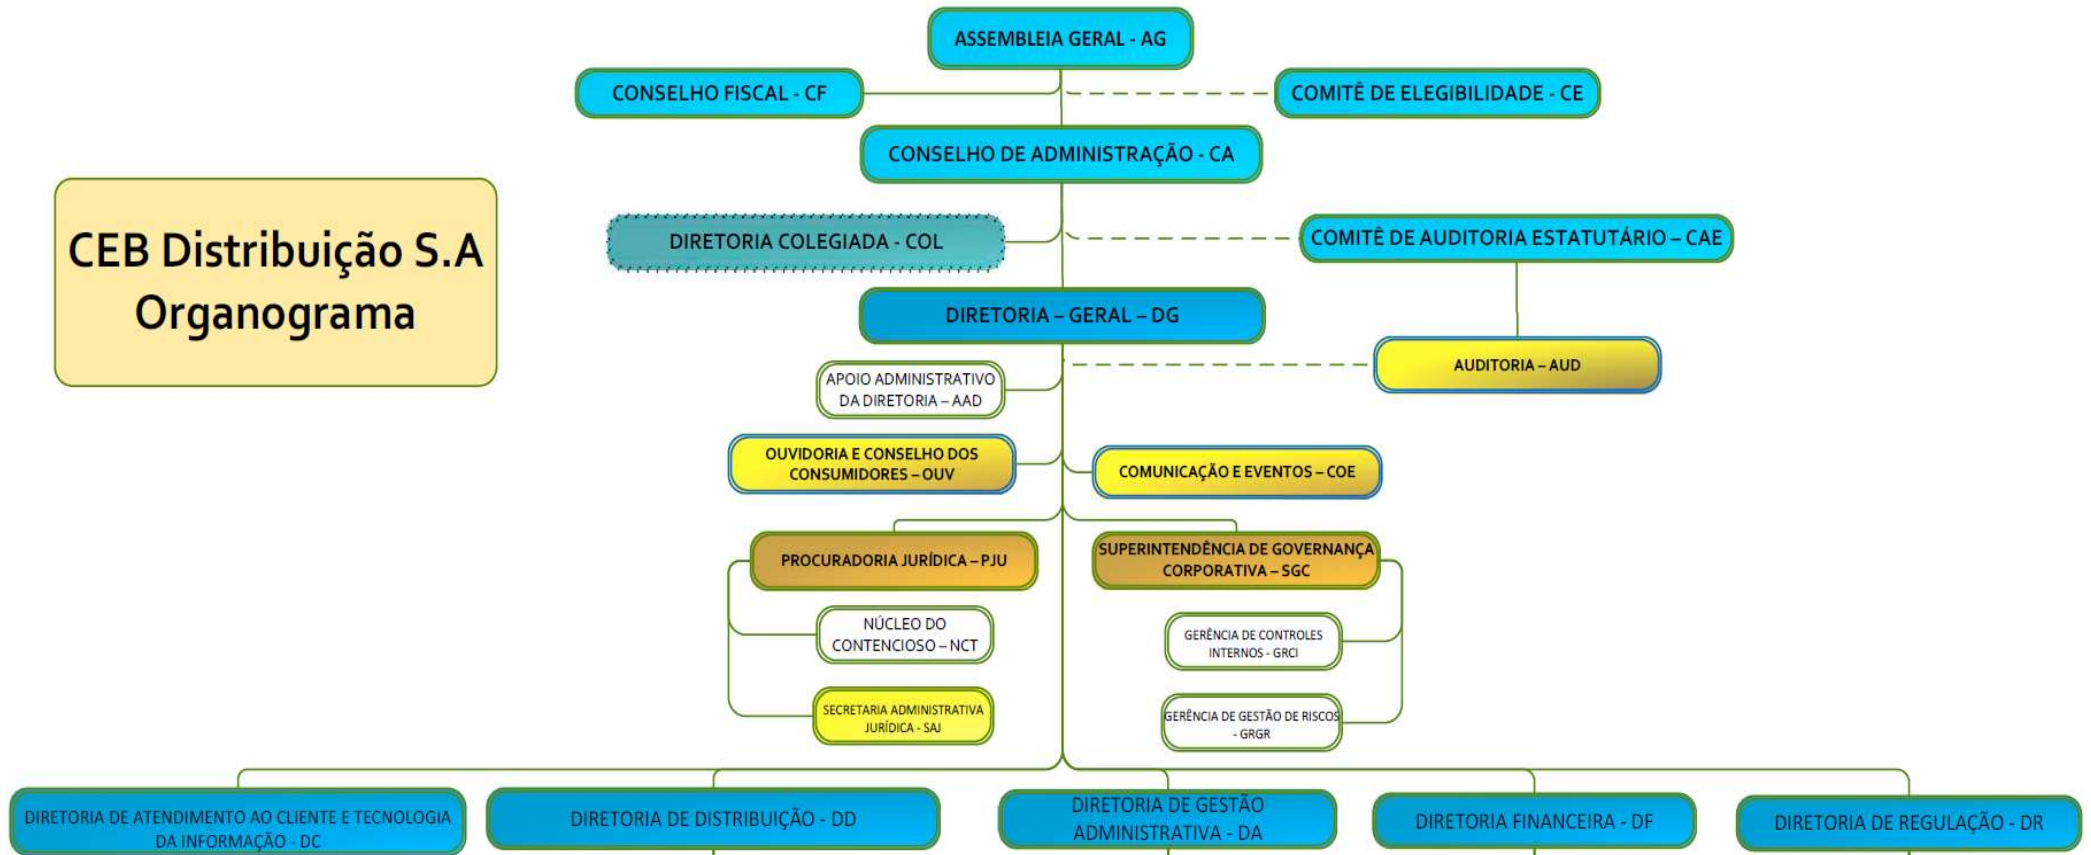 ASSEMBLEIA GERAL - AG
CONSELHO FISCAL - CF
COMITÊ DE ELEGIBILIDADE - CE
CONSELHO DE ADMINISTRAÇÃO - CA
CEB Distribuição S.A
Organograma
DIRETORIA COLEGIADA - COL
COMITÊ DE AUDITORIA ESTATUTÁRIO – CAE
DIRETORIA – GERAL – DG
AUDITORIA – AUD
APOIO ADMINISTRATIVO
DA DIRETORIA – AAD
OUVIDORIA E CONSELHO DOS
CONSUMIDORES – OUV
COMUNICAÇÃO E EVENTOS – COE
PROCURADORIA JURÍDICA – PJU
SUPERINTENDÊNCIA DE GOVERNANÇA
CORPORATIVA – SGC
NÚCLEO DO
CONTENCIOSO – NCT
GERÊNCIA DE CONTROLES
INTERNOS - GRCI
SECRETARIA ADMINISTRATIVA
JURÍDICA - SAJ
GERÊNCIA DE GESTÃO DE RISCOS
- GRGR
DIRETORIA DE ATENDIMENTO AO CLIENTE E TECNOLOGIA
DA INFORMAÇÃO - DC
DIRETORIA DE DISTRIBUIÇÃO - DD
DIRETORIA DE GESTÃO
ADMINISTRATIVA - DA
DIRETORIA FINANCEIRA - DF
DIRETORIA DE REGULAÇÃO - DR